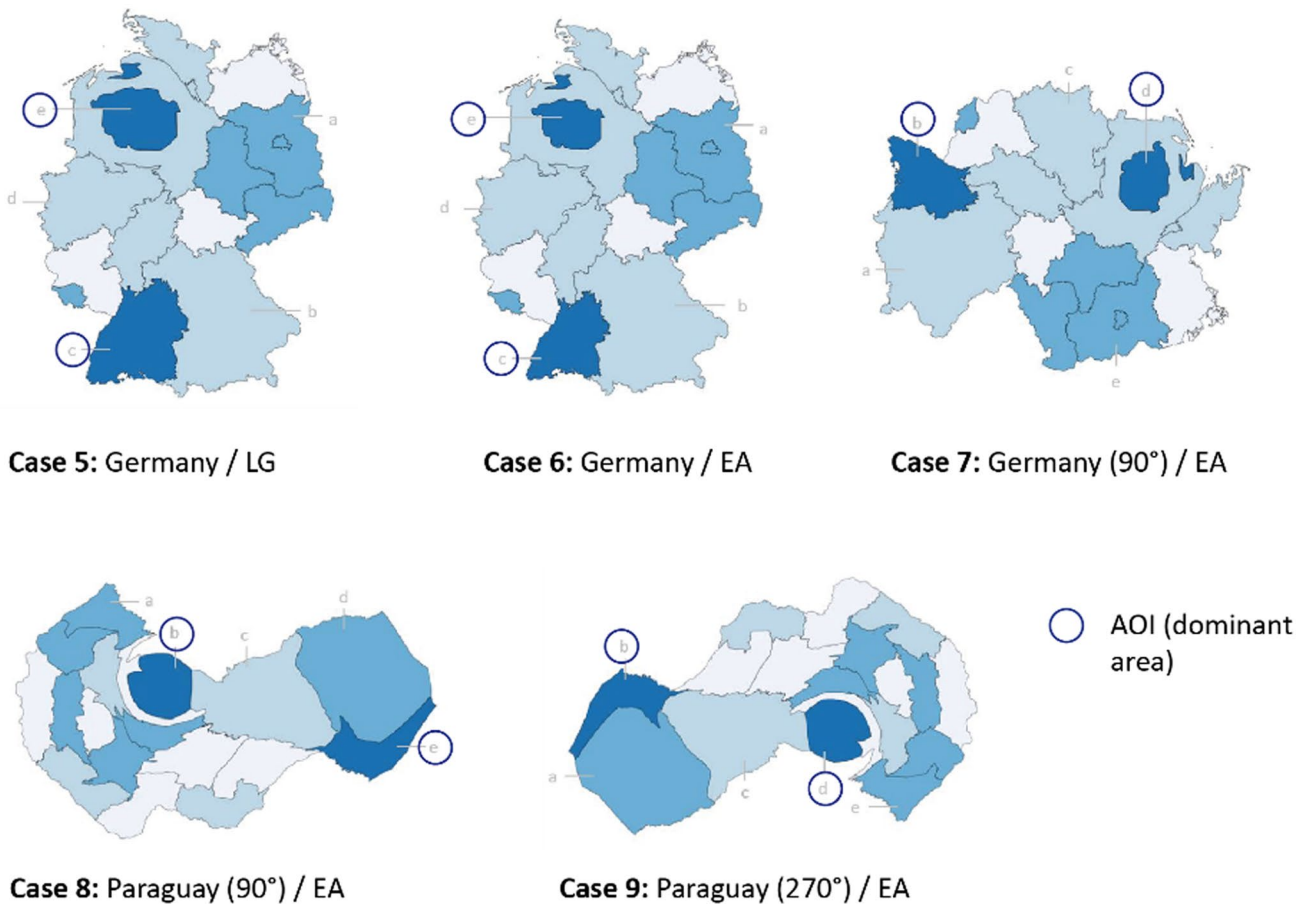 e
a
d
c
b
e
a
d
c
b
c
d
b
a
e
Case 5: Germany / LG
Case 6: Germany / EA
Case 7: Germany (90°) / EA
a
b
c
d
e
b
a
c
d
e
AOI (dominant
area)
Case 8: Paraguay (90°) / EA
Case 9: Paraguay (270°) / EA